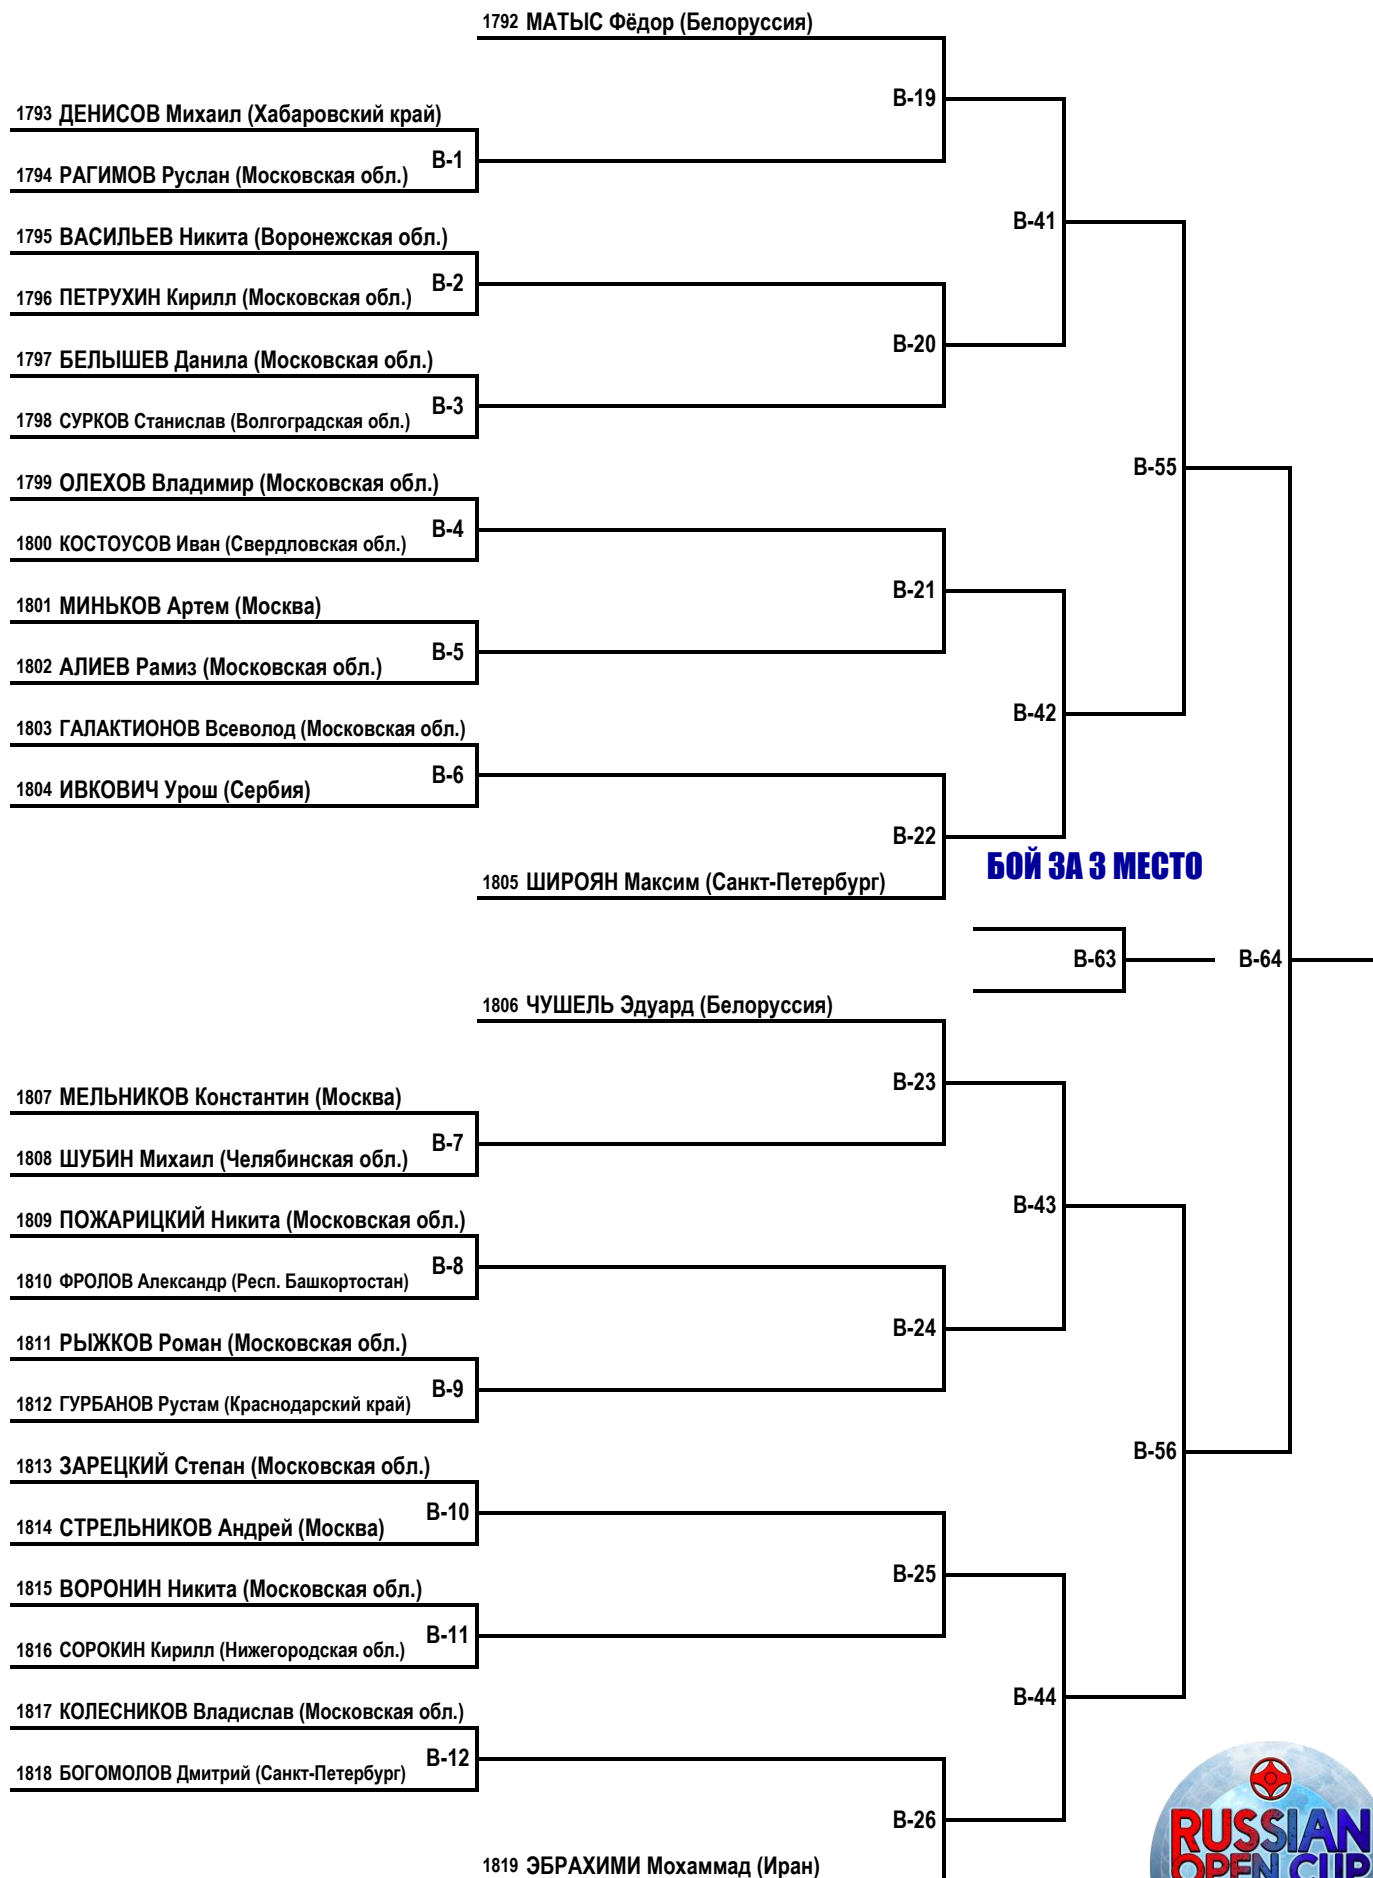 1792 МАТЫС Фёдор (Белоруссия)
В-19
1793 ДЕНИСОВ Михаил (Хабаровский край)
В-1
1794 РАГИМОВ Руслан (Московская обл.)
В-41
1795 ВАСИЛЬЕВ Никита (Воронежская обл.)
В-2
1796 ПЕТРУХИН Кирилл (Московская обл.)
В-20
1797 БЕЛЫШЕВ Данила (Московская обл.)
В-3
1798 СУРКОВ Станислав (Волгоградская обл.)
В-55
1799 ОЛЕХОВ Владимир (Московская обл.)
В-4
1800 КОСТОУСОВ Иван (Свердловская обл.)
В-21
1801 МИНЬКОВ Артем (Москва)
В-5
1802 АЛИЕВ Рамиз (Московская обл.)
В-42
1803 ГАЛАКТИОНОВ Всеволод (Московская обл.)
В-6
1804 ИВКОВИЧ Урош (Сербия)
В-22
БОЙ ЗА 3 МЕСТО
1805 ШИРОЯН Максим (Санкт-Петербург)
В-63
В-64
1806 ЧУШЕЛЬ Эдуард (Белоруссия)
В-23
1807 МЕЛЬНИКОВ Константин (Москва)
В-7
1808 ШУБИН Михаил (Челябинская обл.)
В-43
1809 ПОЖАРИЦКИЙ Никита (Московская обл.)
В-8
1810 ФРОЛОВ Александр (Респ. Башкортостан)
В-24
1811 РЫЖКОВ Роман (Московская обл.)
В-9
1812 ГУРБАНОВ Рустам (Краснодарский край)
В-56
1813 ЗАРЕЦКИЙ Степан (Московская обл.)
В-10
1814 СТРЕЛЬНИКОВ Андрей (Москва)
В-25
1815 ВОРОНИН Никита (Московская обл.)
В-11
1816 СОРОКИН Кирилл (Нижегородская обл.)
В-44
1817 КОЛЕСНИКОВ Владислав (Московская обл.)
В-12
1818 БОГОМОЛОВ Дмитрий (Санкт-Петербург)
В-26
1819 ЭБРАХИМИ Мохаммад (Иран)
RUSSIAN
OPEN CUP